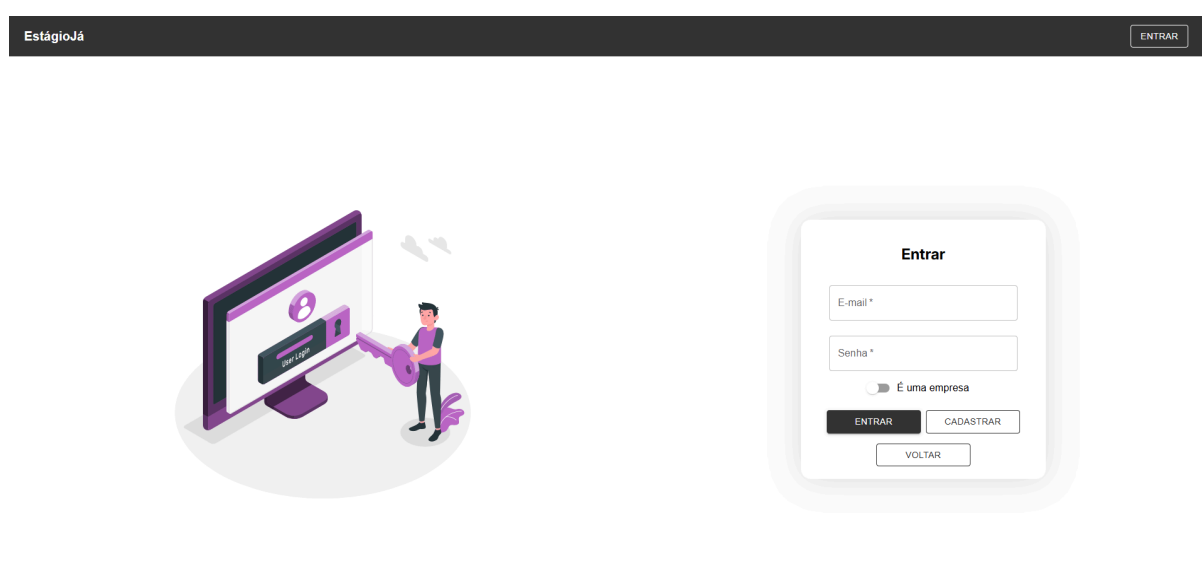 EstágioJá
ENTRAR
User Login
Entrar
E-mail *
Senha *
É uma empresa
ENTRAR
CADASTRAR
VOLTAR